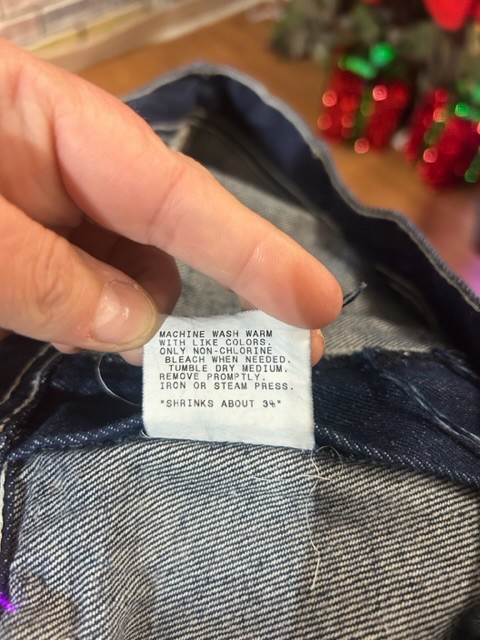 MACHINE WASH WARM
WITH LIKE COLORS.
ONLY NON-CHLORINE
BLEACH WHEN NEEDED.
TUMBLE DRY MEDIUM.
REMOVE PROMPTLY.
IRON OR STEAM PRESS.
"SHRINKS ABOUT 3%"